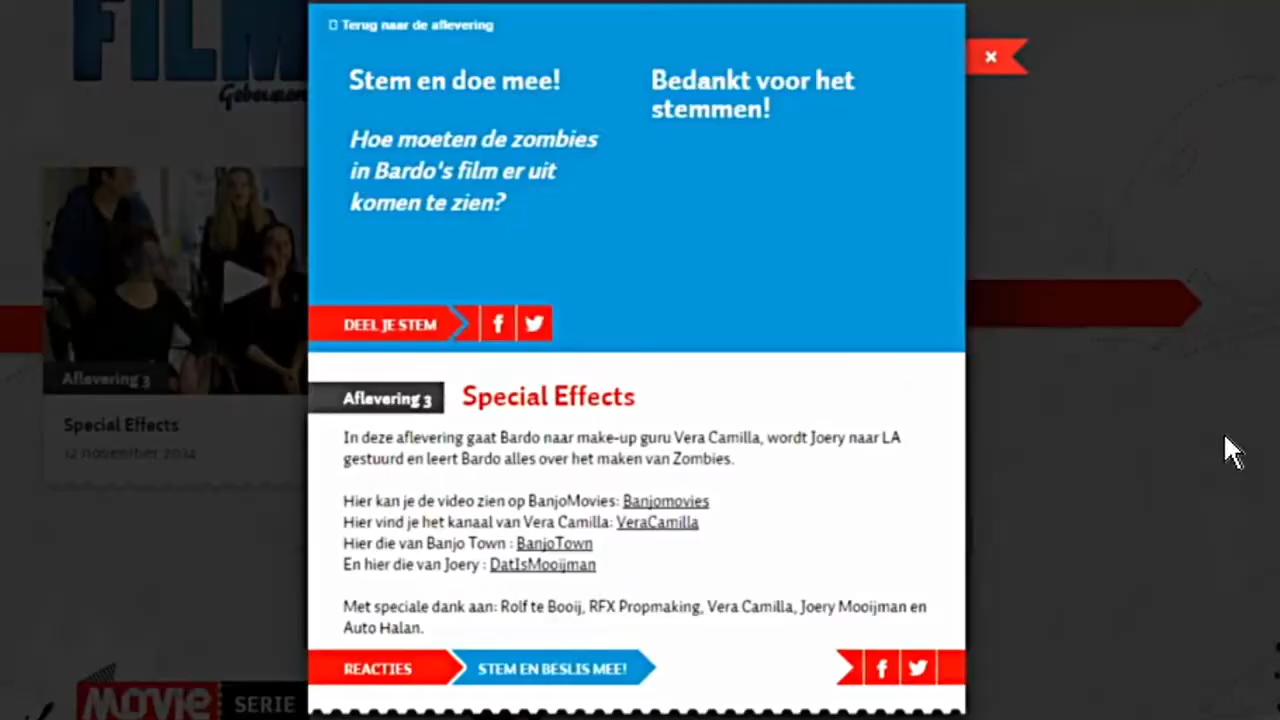 FILM
Gebeuren
Terug naar de aflevering
Stem en doe mee!
Hoe moeten de zombies
in Bardo's film er uit
komen te zien?
Bedankt voor het
stemmen!
DEEL JE STEM
Aflevering 3
Special Effects
12 november 2014
Aflevering 3 Special Effects
In deze aflevering gaat Bardo naar make-up guru Vera Camilla, wordt Joery naar LA
gestuurd en leert Bardo alles over het maken van Zombies.
Hier kan je de video zien op BanjoMovies: Banjomovies
Hier vind je het kanaal van Vera Camilla: VeraCamilla
Hier die van Banjo Town : BanjoTown
En hier die van Joery : DatIsMooijman
Met speciale dank aan: Rolf te Booij, RFX Propmaking, Vera Camilla, Joery Mooijman en
Auto Halan.
REACTIES STEM EN BESLIS MEE!
MOVIE SERIE